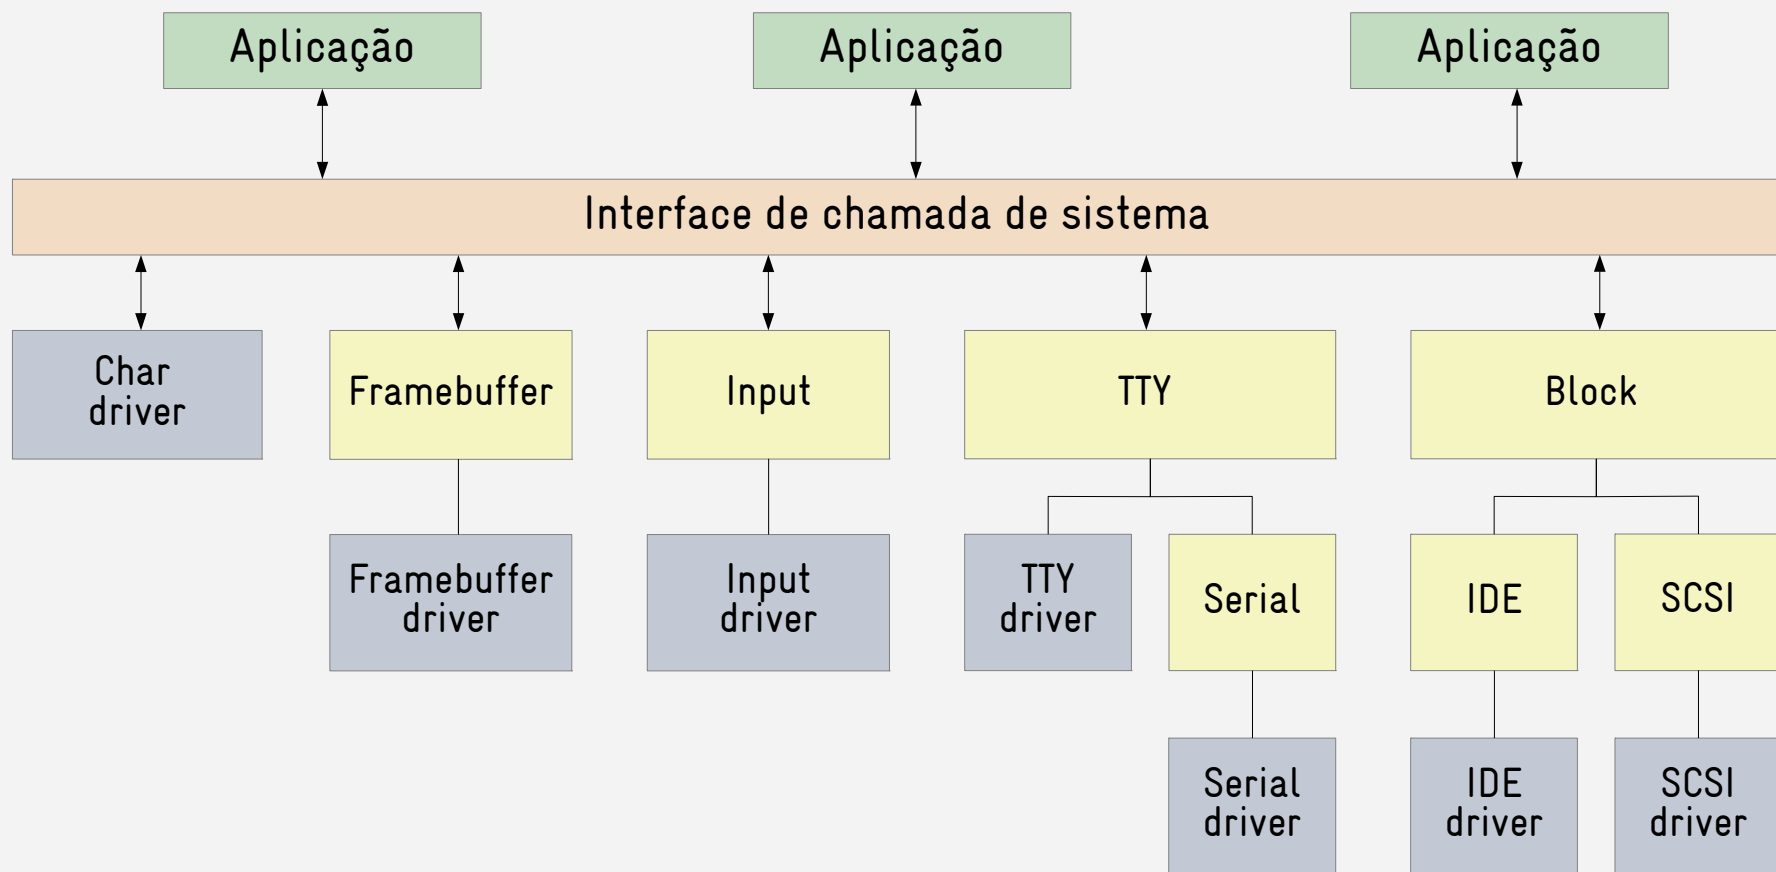 Aplicação
Aplicação
Aplicação
Interface de chamada de sistema
Char
driver
Framebuffer
Input
TTY
Block
Framebuffer
driver
Input
driver
TTY
driver
Serial
IDE
SCSI
Serial
driver
IDE
driver
SCSI
driver